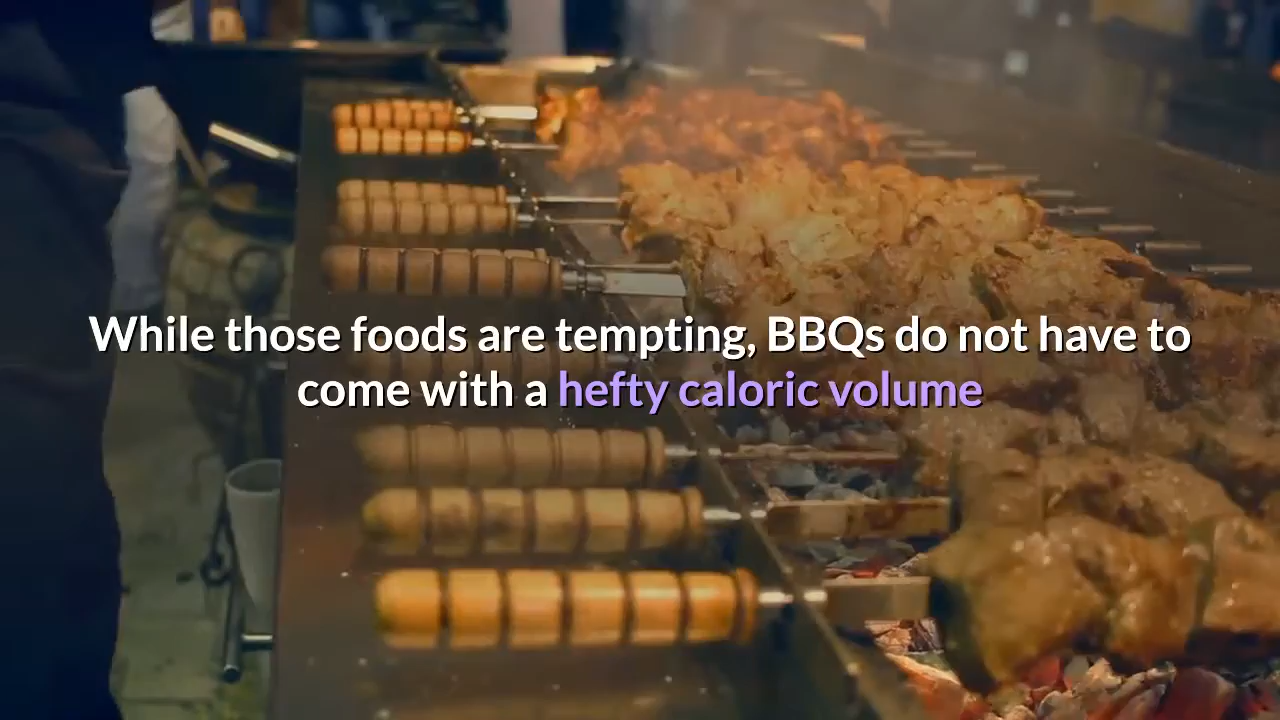 While those foods are tempting, BBQs do not have to
come with a hefty caloric volume